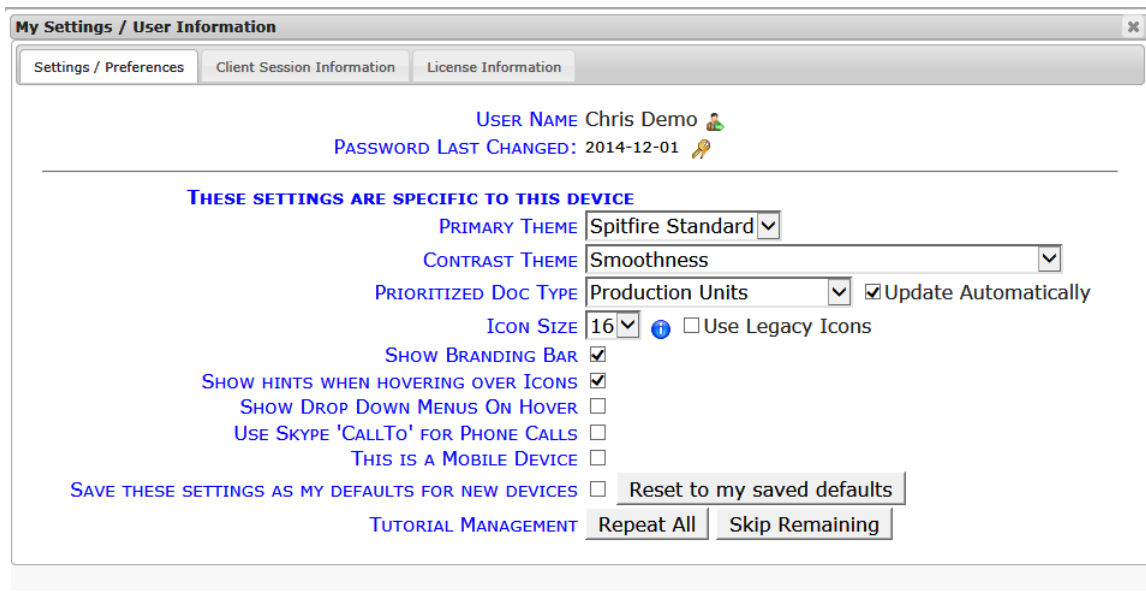 My Settings / User Information
Settings / Preferences Client Session Information License Information
User Name Chris Demo
Password Last Changed: 2014-12-01
These settings are specific to this device
Primary Theme Spitfire Standard
Contrast Theme Smoothness
Prioritized Doc Type Production Units Update Automatically
Icon Size 16 Use Legacy Icons
Show Branding Bar
Show hints when hovering over Icons
Show Drop Down Menus On Hover
Use Skype 'CallTo' for Phone Calls
This is a Mobile Device
Save these settings as my defaults for new devices Reset to my saved defaults
Tutorial Management Repeat All Skip Remaining